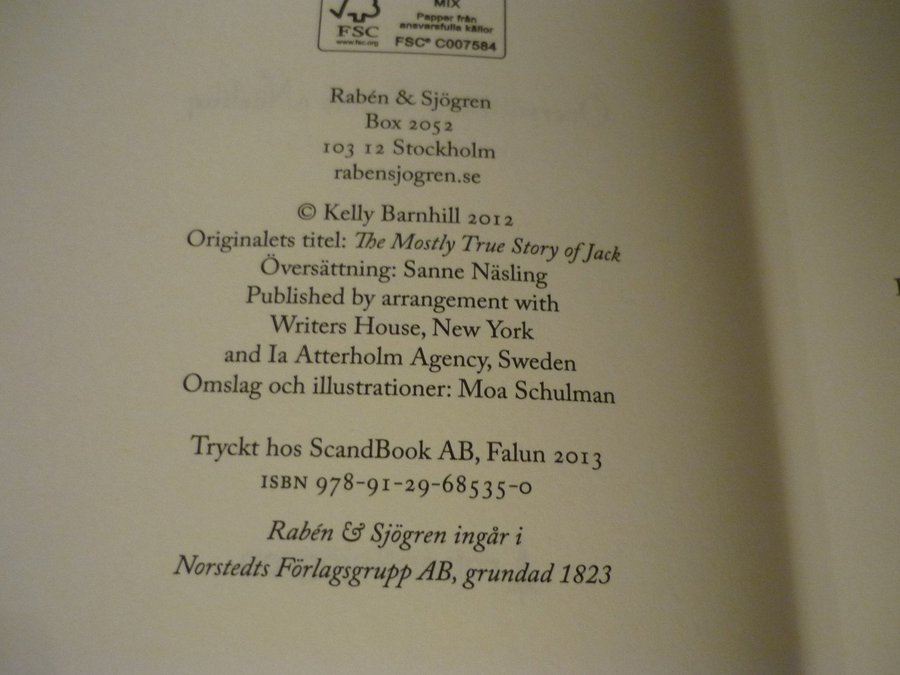 MIX
Papper från
ansvarsfulla källor
FSC
www.fsc.org
FSC® C007584
Rabén & Sjögren
Box 2052
103 12 Stockholm
rabensjogren.se
© Kelly Barnhill 2012
Originalets titel: The Mostly True Story of Jack
Översättning: Sanne Näsling
Published by arrangement with
Writers House, New York
and Ia Atterholm Agency, Sweden
Omslag och illustrationer: Moa Schulman
Tryckt hos ScandBook AB, Falun 2013
ISBN 978-91-29-68535-0
Rabén & Sjögren ingår i
Norstedts Förlagsgrupp AB, grundad 1823